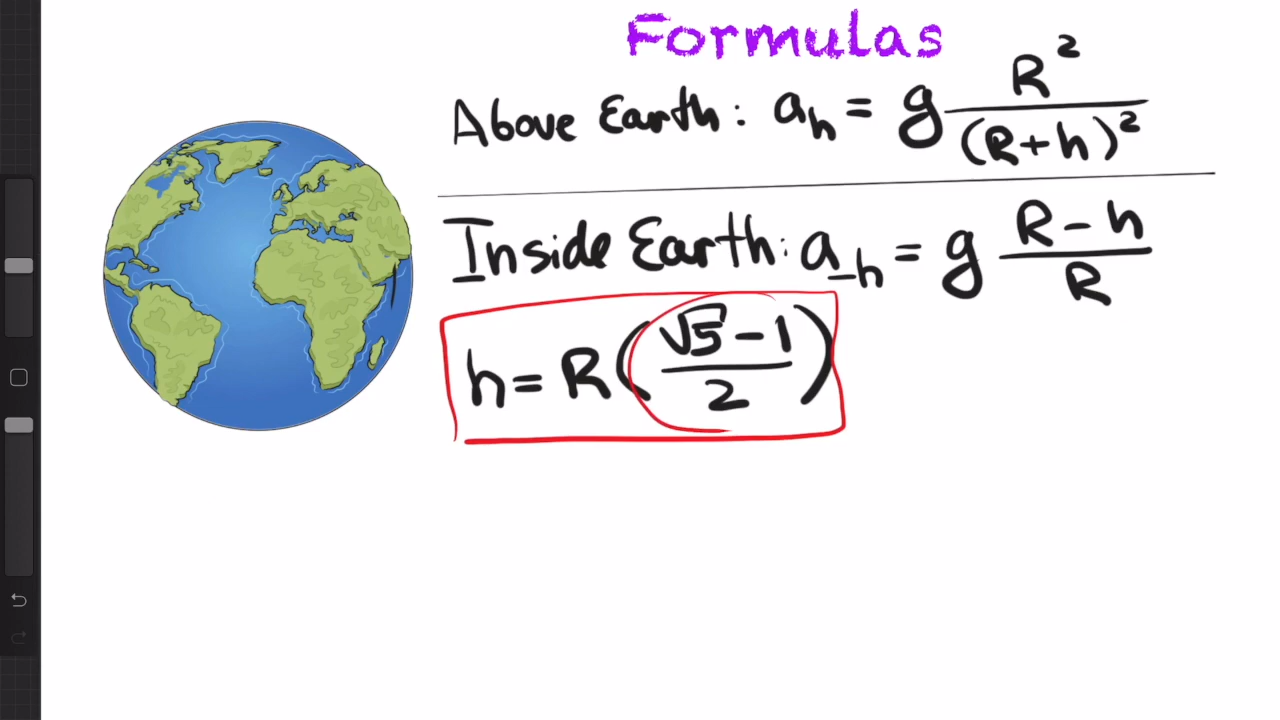 Formulas
Above Earth: a_h = g R² / (R+h)²
Inside Earth: a_-h = g (R-h) / R
h = R((√5 - 1) / 2)